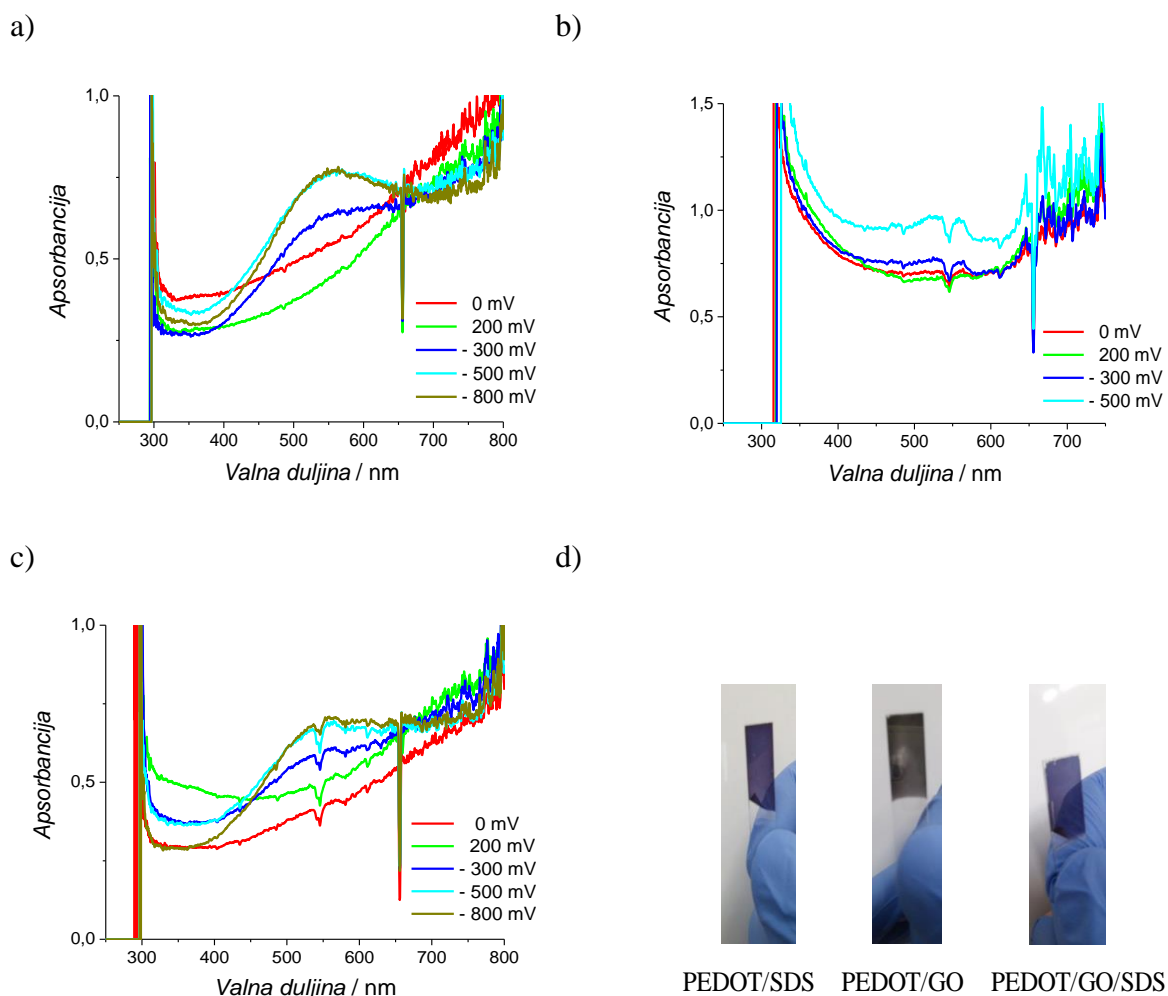 a)
1,0
0,5
0,0
300 400 500 600 700 800
Apsorbancija
Valna duljina / nm
0 mV
200 mV
- 300 mV
- 500 mV
- 800 mV
b)
1,5
1,0
0,5
0,0
300 400 500 600 700
Apsorbancija
Valna duljina / nm
0 mV
200 mV
- 300 mV
- 500 mV
c)
1,0
0,5
0,0
300 400 500 600 700 800
Apsorbancija
Valna duljina / nm
0 mV
200 mV
- 300 mV
- 500 mV
- 800 mV
d)
PEDOT/SDS PEDOT/GO PEDOT/GO/SDS